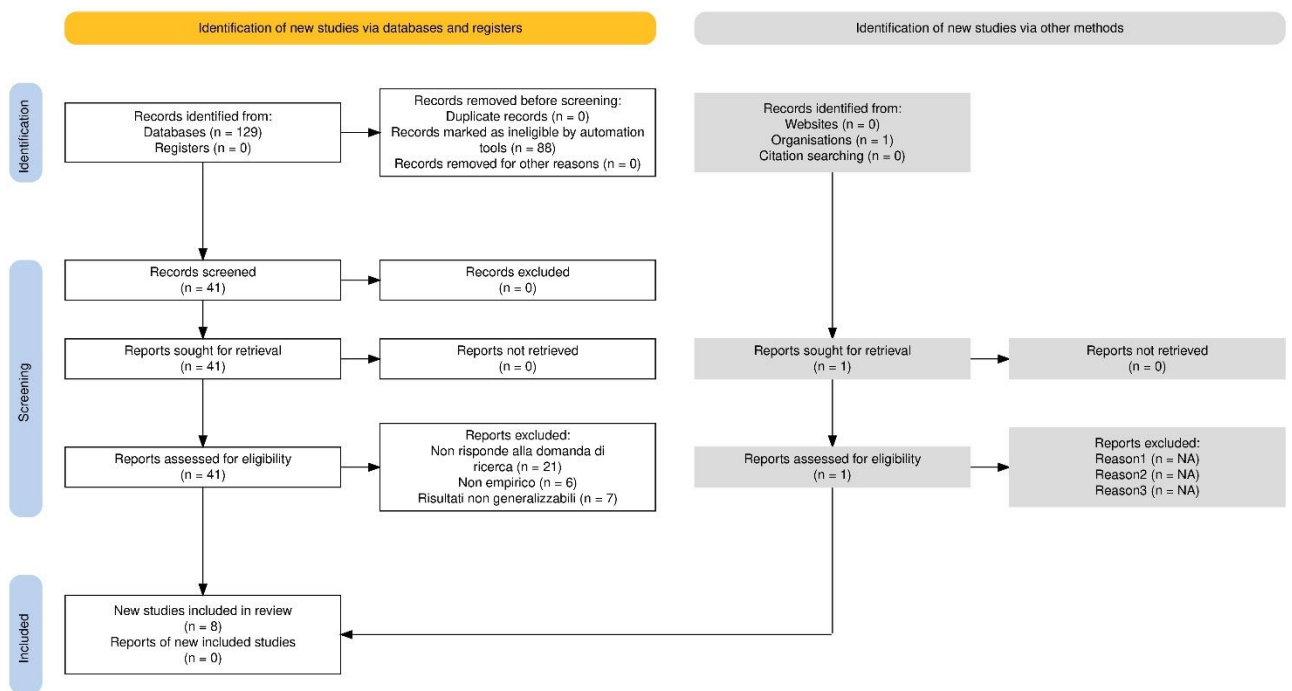 Identification of new studies via databases and registers
Identification of new studies via other methods
Identification
Records identified from:
Databases (n = 129)
Registers (n = 0)
Records removed before screening:
Duplicate records (n = 0)
Records marked as ineligible by automation
tools (n = 88)
Records removed for other reasons (n = 0)
Records identified from:
Websites (n = 0)
Organisations (n = 1)
Citation searching (n = 0)
Screening
Records screened
(n = 41)
Records excluded
(n = 0)
Reports sought for retrieval
(n = 41)
Reports not retrieved
(n = 0)
Reports sought for retrieval
(n = 1)
Reports not retrieved
(n = 0)
Reports assessed for eligibility
(n = 41)
Reports excluded:
Non risponde alla domanda di
ricerca (n = 21)
Non empirico (n = 6)
Risultati non generalizzabili (n = 7)
Reports assessed for eligibility
(n = 1)
Reports excluded:
Reason1 (n = NA)
Reason2 (n = NA)
Reason3 (n = NA)
Included
New studies included in review
(n = 8)
Reports of new included studies
(n = 0)